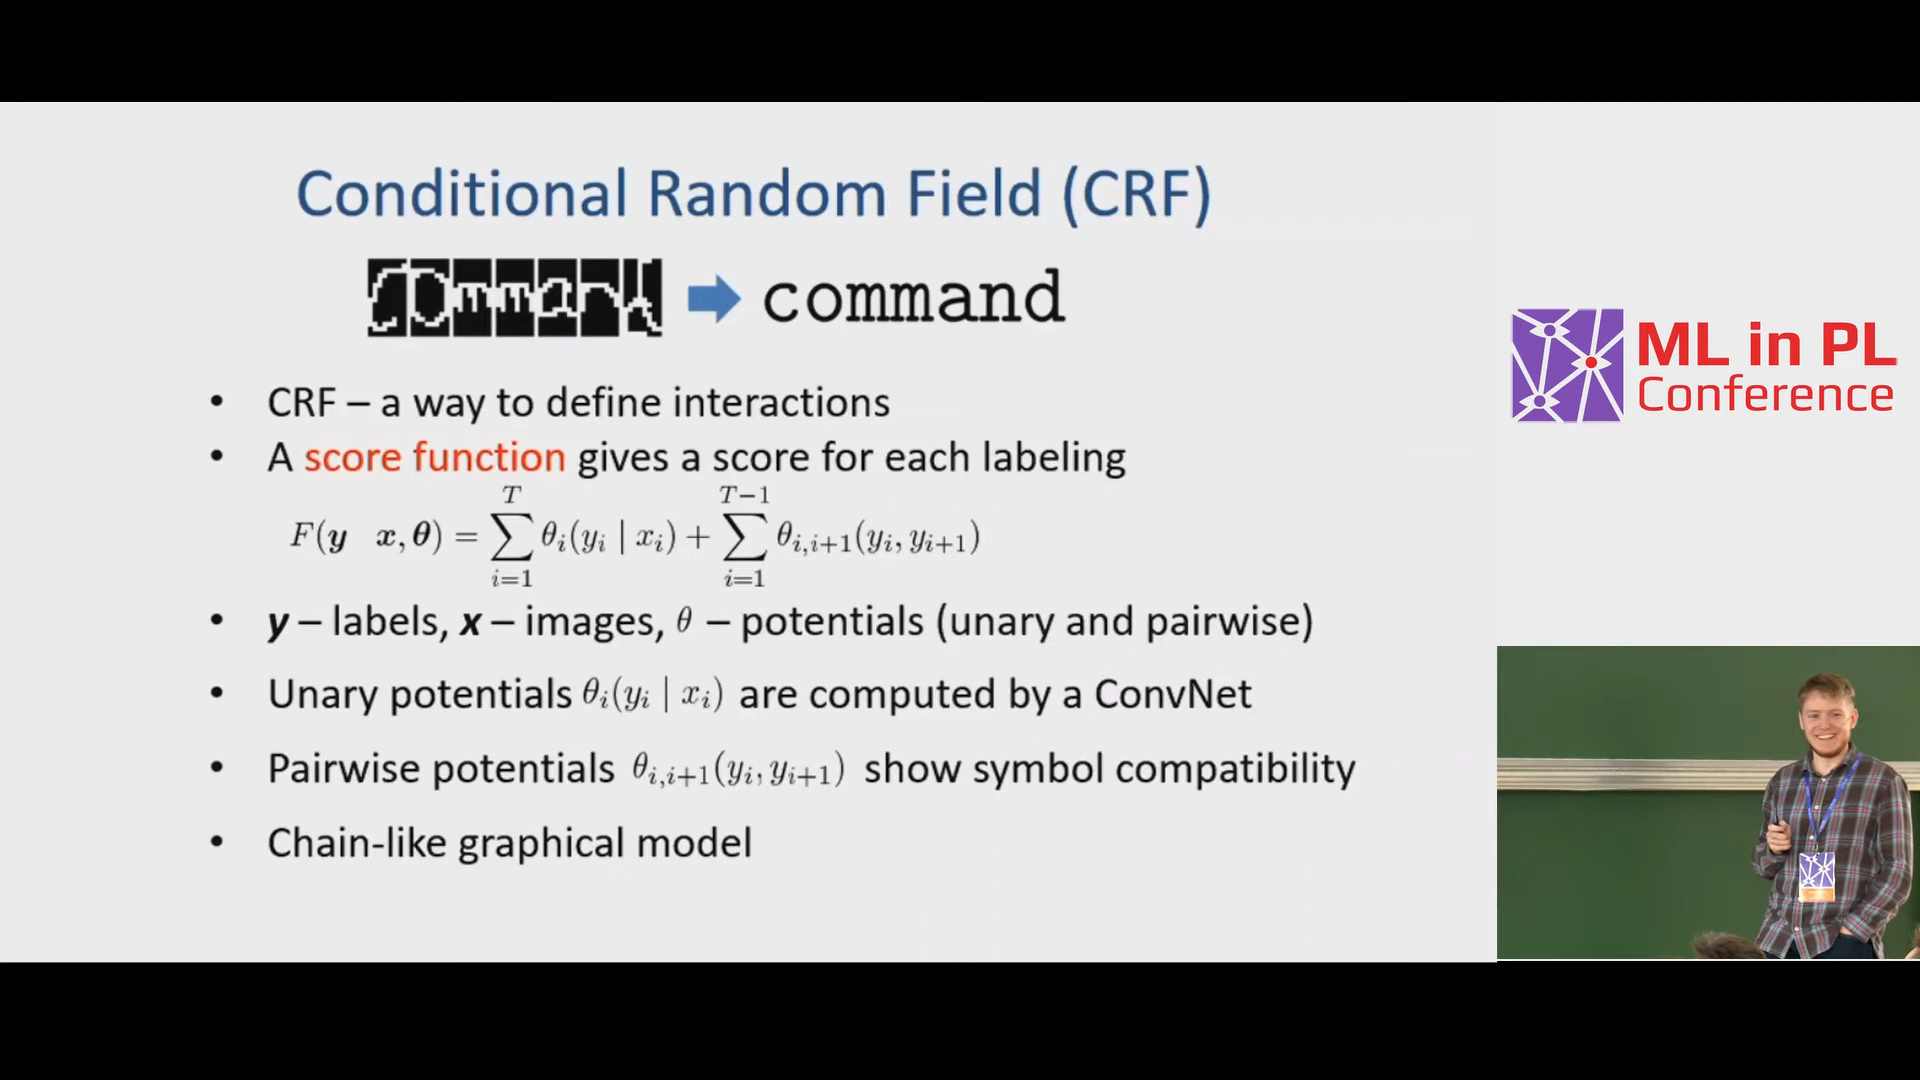 Conditional Random Field (CRF)
command ➡ command
• CRF – a way to define interactions
• A score function gives a score for each labeling
F(y x, θ) = ∑_{i=1}^{T} θ_i(y_i | x_i) + ∑_{i=1}^{T−1} θ_{i,i+1}(y_i, y_{i+1})
• y – labels, x – images, θ – potentials (unary and pairwise)
• Unary potentials θ_i(y_i | x_i) are computed by a ConvNet
• Pairwise potentials θ_{i,i+1}(y_i, y_{i+1}) show symbol compatibility
• Chain-like graphical model
ML in PL
Conference